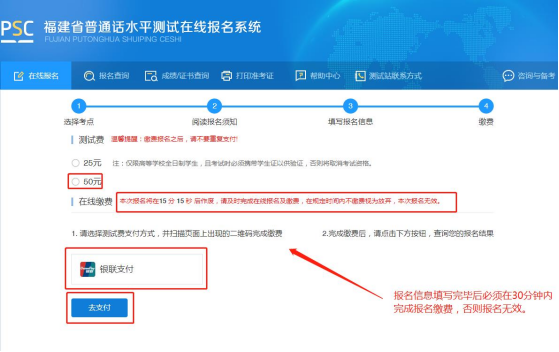 PSC 福建省普通话水平测试在线报名系统
FUJIAN PUTONGHUA SHUIPING CESHI
在线报名 报名查询 成绩/证书查询 打印准考证 帮助中心 测试站联系方式 咨询与备考
1 2 3 4
选择考点 阅读报名须知 填写报名信息 缴费
测试费 温馨提醒：缴费报名之后，请不要重复支付!
25元 注：仅限高等学校全日制学生，且考试时必须携带学生证以供验证，否则将取消考试资格。
50元
在线缴费 本次报名将在15 分 15 秒 后作废，请及时完成在线报名及缴费，在规定时间内不缴费视为放弃，本次报名无效。
1. 请选择测试费支付方式，并扫描页面上出现的二维码完成缴费 2.完成缴费后，请点击下方按钮，查询您的报名结果
银联支付
去支付
报名信息填写完毕后必须在30分钟内
完成报名缴费，否则报名无效。